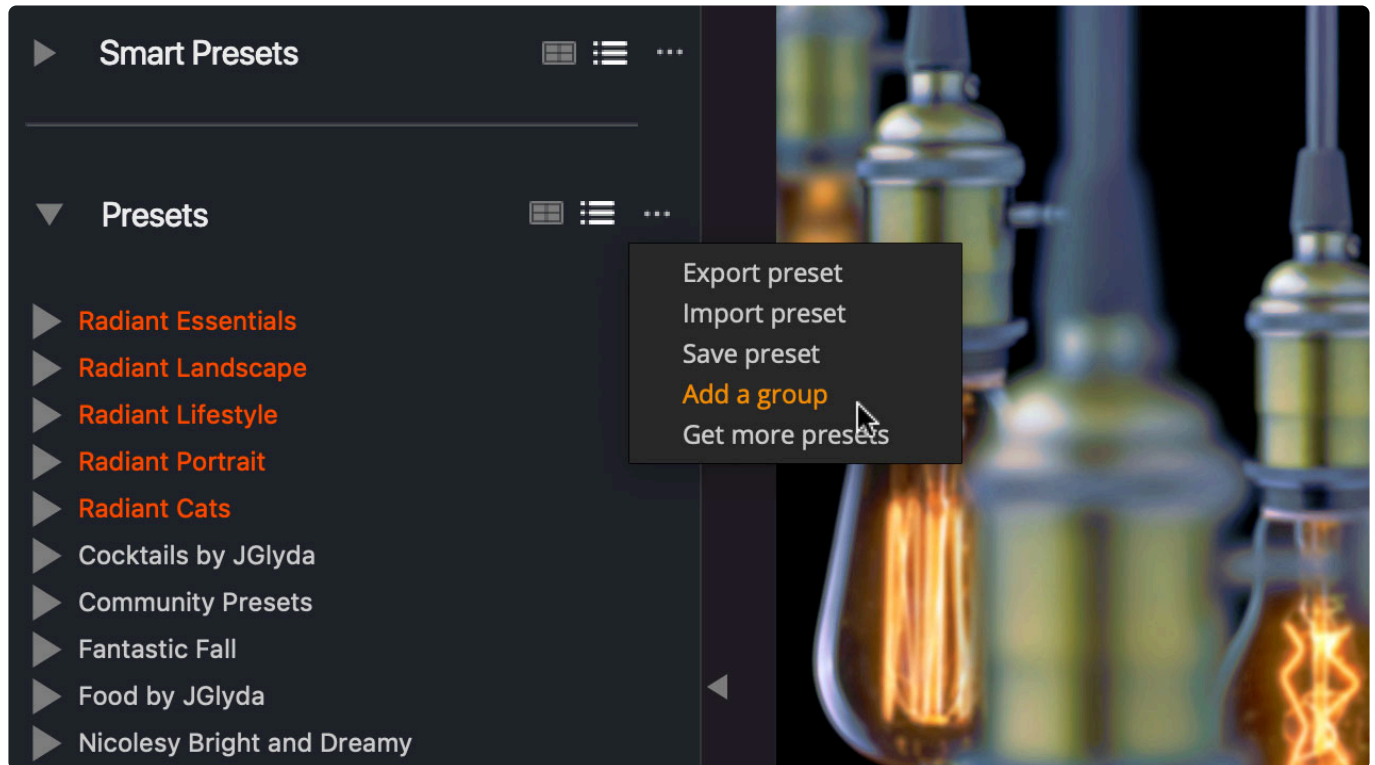 Smart Presets
Presets
Export preset
Import preset
Save preset
Add a group
Get more presets
Radiant Essentials
Radiant Landscape
Radiant Lifestyle
Radiant Portrait
Radiant Cats
Cocktails by JGlyda
Community Presets
Fantastic Fall
Food by JGlyda
Nicolesy Bright and Dreamy